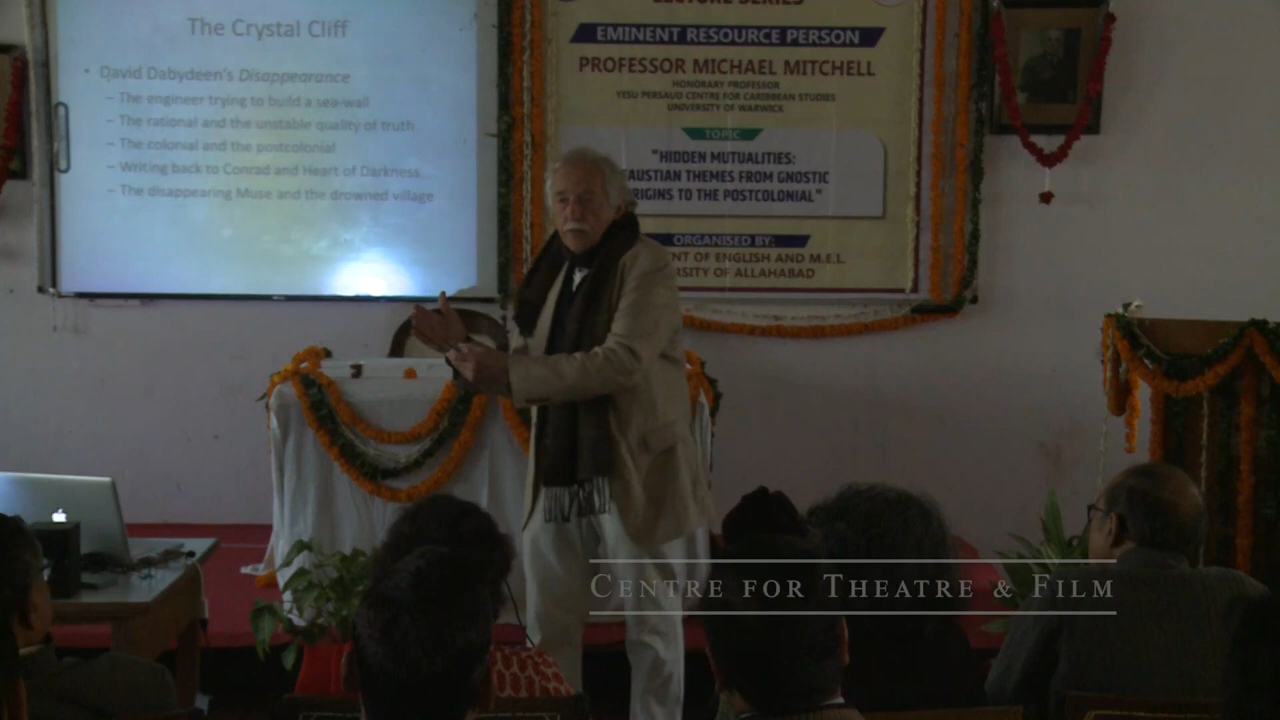 The Crystal Cliff
• David Dabydeen's Disappearance
– The engineer trying to build a sea-wall
– The rational and the unstable quality of truth
– The colonial and the postcolonial
– Writing back to Conrad and Heart of Darkness
– The disappearing Muse and the drowned village
LECTURE SERIES
EMINENT RESOURCE PERSON
PROFESSOR MICHAEL MITCHELL
HONORARY PROFESSOR
YESU PERSAUD CENTRE FOR CARIBBEAN STUDIES
UNIVERSITY OF WARWICK
TOPIC
"HIDDEN MUTUALITIES:
AUSTIAN THEMES FROM GNOSTIC
RIGINS TO THE POSTCOLONIAL"
ORGANISED BY:
NT OF ENGLISH AND M.E.L.
RSITY OF ALLAHABAD
CENTRE FOR THEATRE & FILM